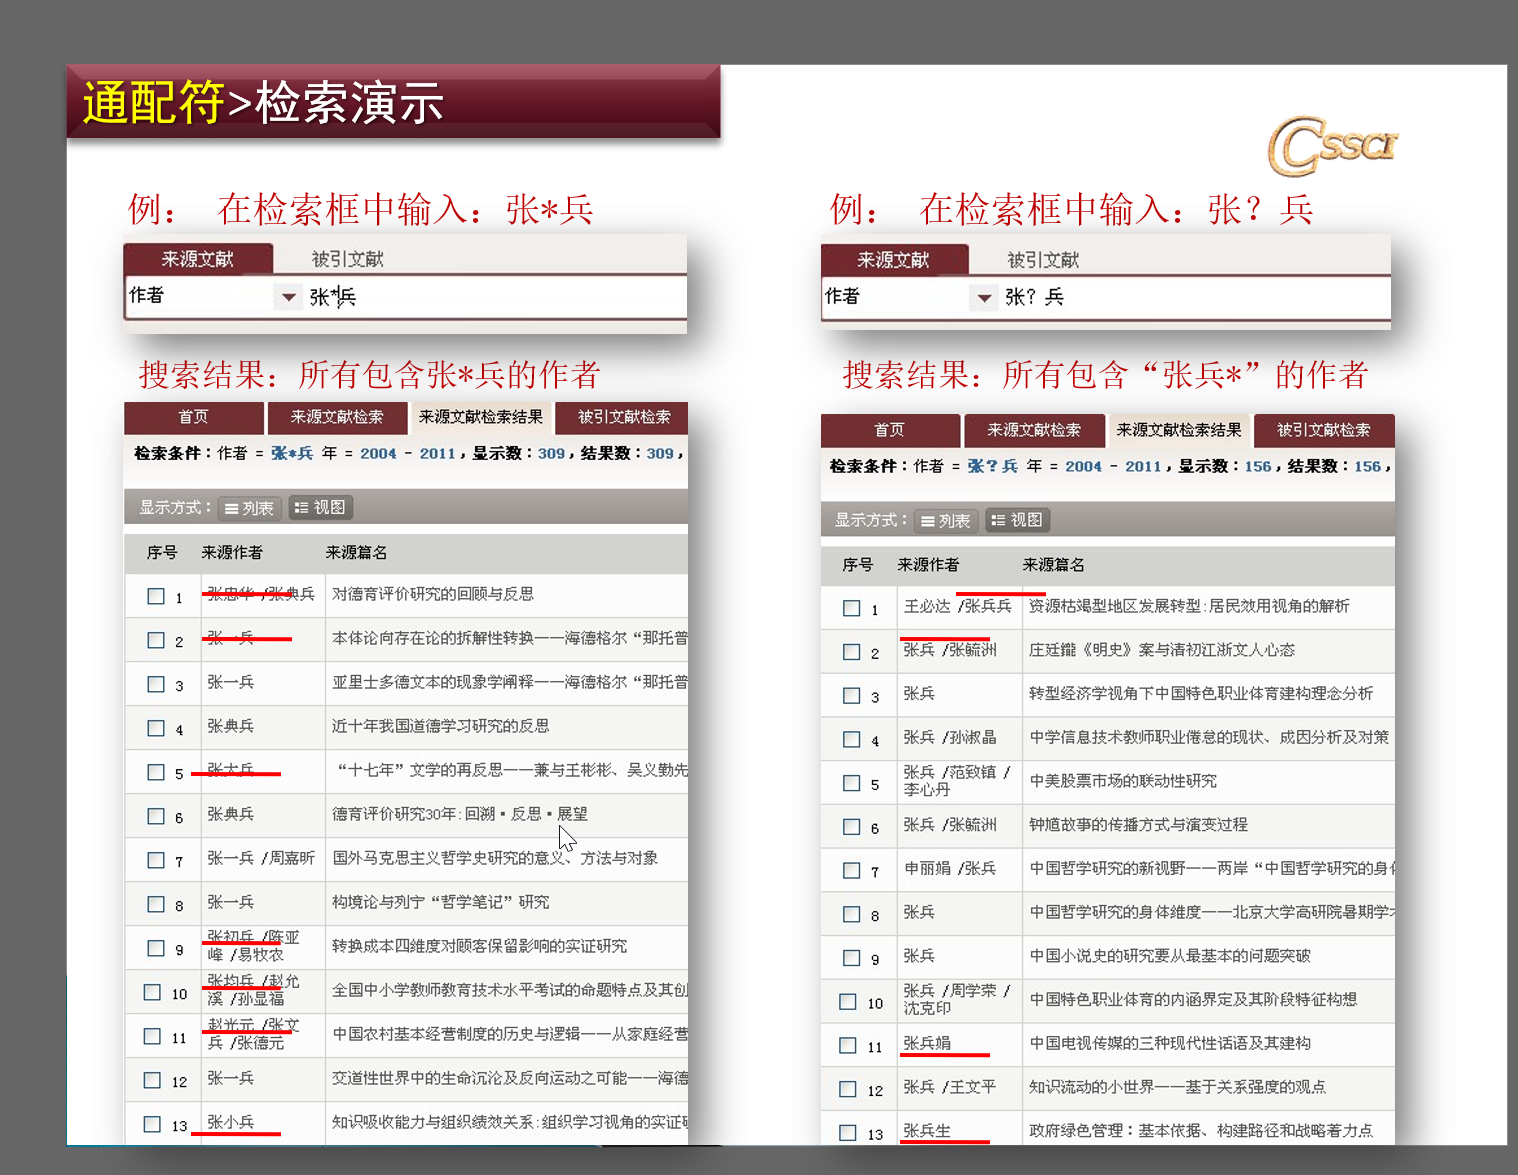 通配符>检索演示
Csscı
例： 在检索框中输入：张*兵
来源文献 被引文献
作者 张*兵
搜索结果：所有包含张*兵的作者
首页 来源文献检索 来源文献检索结果 被引文献检索
检索条件：作者 = 张*兵 年 = 2004 - 2011，显示数：309，结果数：309，
显示方式： 列表 视图
序号 来源作者 来源篇名
1 张忠华 /张典兵 对德育评价研究的回顾与反思
2 张一兵 本体论向存在论的拆解性转换——海德格尔“那托普
3 张一兵 亚里士多德文本的现象学阐释——海德格尔“那托普
4 张典兵 近十年我国道德学习研究的反思
5 张大兵 “十七年”文学的再反思——兼与王彬彬、吴义勤先
6 张典兵 德育评价研究30年:回溯·反思·展望
7 张一兵 /周嘉昕 国外马克思主义哲学史研究的意义、方法与对象
8 张一兵 构境论与列宁“哲学笔记”研究
9 张初兵 /陈亚
峰 /易牧农 转换成本四维度对顾客保留影响的实证研究
10 张均兵 /赵允
溪 /孙显福 全国中小学教师教育技术水平考试的命题特点及其创
11 赵光元 /张文
兵 /张德元 中国农村基本经营制度的历史与逻辑——从家庭经营
12 张一兵 交道性世界中的生命沉沦及反向运动之可能——海德
13 张小兵 知识吸收能力与组织绩效关系:组织学习视角的实证研
例： 在检索框中输入：张？兵
来源文献 被引文献
作者 张？兵
搜索结果：所有包含“张兵*”的作者
首页 来源文献检索 来源文献检索结果 被引文献检索
检索条件：作者 = 张？兵 年 = 2004 - 2011，显示数：156，结果数：156，
显示方式： 列表 视图
序号 来源作者 来源篇名
1 王必达 /张兵兵 资源枯竭型地区发展转型:居民效用视角的解析
2 张兵 /张毓洲 庄廷鑨《明史》案与清初江浙文人心态
3 张兵 转型经济学视角下中国特色职业体育建构理念分析
4 张兵 /孙淑晶 中学信息技术教师职业倦怠的现状、成因分析及对策
5 张兵 /范致镇 /
李心丹 中美股票市场的联动性研究
6 张兵 /张毓洲 钟馗故事的传播方式与演变过程
7 申丽娟 /张兵 中国哲学研究的新视野——两岸“中国哲学研究的身体
8 张兵 中国哲学研究的身体维度——北京大学高研院暑期学术
9 张兵 中国小说史的研究要从最基本的问题突破
10 张兵 /周学荣 /
沈克印 中国特色职业体育的内涵界定及其阶段特征构想
11 张兵娟 中国电视传媒的三种现代性话语及其建构
12 张兵 /王文平 知识流动的小世界——基于关系强度的观点
13 张兵生 政府绿色管理：基本依据、构建路径和战略着力点